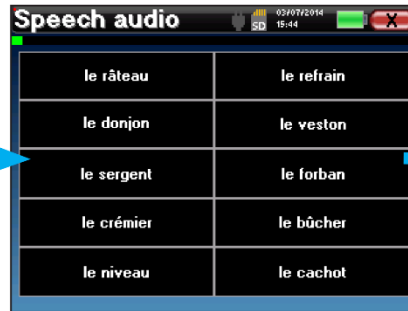 Speech audio
SD
03/07/2014
15:44
X
le râteau le refrain
le donjon le veston
le sergent le forban
le crémier le bûcher
le niveau le cachot